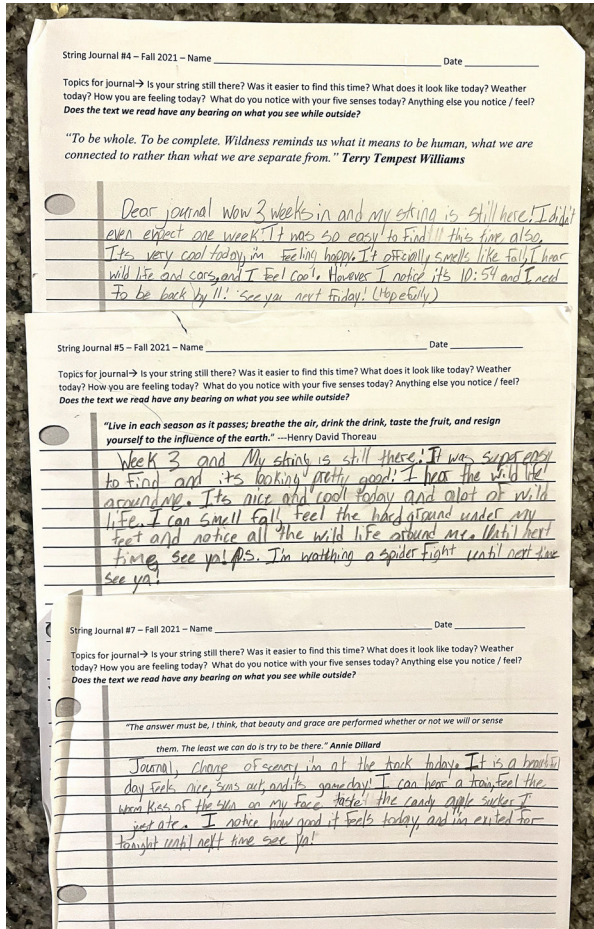 String Journal #4 – Fall 2021 – Name Date
Topics for journal→ Is your string still there? Was it easier to find this time? What does it look like today? Weather
today? How you are feeling today? What do you notice with your five senses today? Anything else you notice / feel?
Does the text we read have any bearing on what you see while outside?
"To be whole. To be complete. Wildness reminds us what it means to be human, what we are
connected to rather than what we are separate from." Terry Tempest Williams
Dear journal wow 3 weeks in and my string is still here! I didn't
even expect one week! It was so easy to find!!! this time also.
Its very cool today, im feeling happy. It officially smells like fall, I hear
wild life and cars, and I feel cool. However I notice its 10:54 and I need
To be back by 11! See you next friday! (Hopefully)
String Journal #5 – Fall 2021 – Name Date
Topics for journal→ Is your string still there? Was it easier to find this time? What does it look like today? Weather
today? How you are feeling today? What do you notice with your five senses today? Anything else you notice / feel?
Does the text we read have any bearing on what you see while outside?
"Live in each season as it passes; breathe the air, drink the drink, taste the fruit, and resign
yourself to the influence of the earth." ---Henry David Thoreau
Week 3 and My string is still there! It was super easy
to find and its looking pretty good! I hear the wild life
around me. Its nice and cool today and alot of wild
life. I can smell fall, feel the hard ground under my
feet and notice all the wild life around me. Until next
time, see ya! P.S. I'm watching a spider fight until next time
see ya!
String Journal #7 – Fall 2021 – Name Date
Topics for journal→ Is your string still there? Was it easier to find this time? What does it look like today? Weather
today? How you are feeling today? What do you notice with your five senses today? Anything else you notice / feel?
Does the text we read have any bearing on what you see while outside?
"The answer must be, I think, that beauty and grace are performed whether or not we will or sense
them. The least we can do is try to be there." Annie Dillard
Journal, change of scenery im at the track today. It is a beautiful
day feels nice, suns out, and its game day! I can hear a train, feel the
warm kiss of the sun on my face taste the candy apple sucker I
just ate. I notice how good it feels today, and im exited for
tonight until next time see ya!